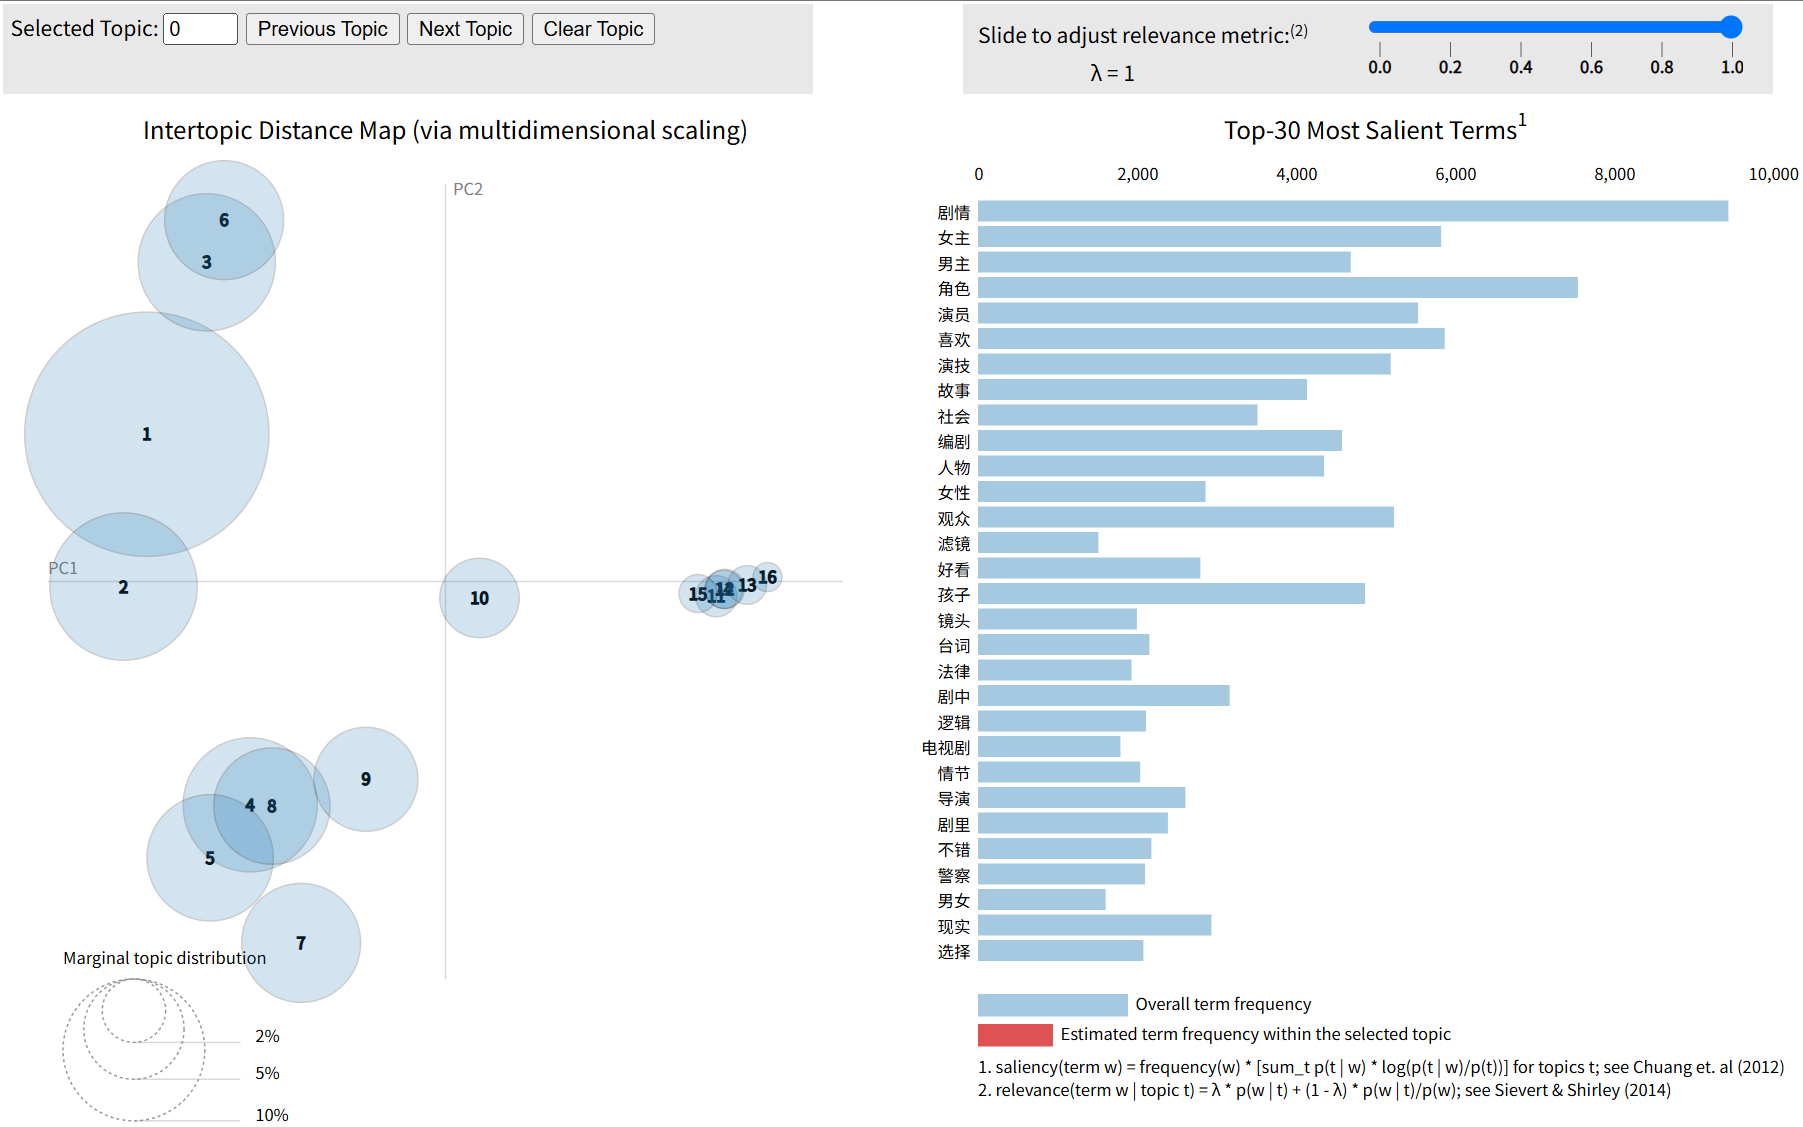 Selected Topic: 0 Previous Topic Next Topic Clear Topic
Slide to adjust relevance metric:(2)
λ = 1
0.0 0.2 0.4 0.6 0.8 1.0
Intertopic Distance Map (via multidimensional scaling)
PC2
PC1
6
3
1
2
10
15
11
13
16
9
4
8
5
7
Marginal topic distribution
2%
5%
10%
Top-30 Most Salient Terms1
0 2,000 4,000 6,000 8,000 10,000
剧情
女主
男主
角色
演员
喜欢
演技
故事
社会
编剧
人物
女性
观众
滤镜
好看
孩子
镜头
台词
法律
剧中
逻辑
电视剧
情节
导演
剧里
不错
警察
男女
现实
选择
Overall term frequency
Estimated term frequency within the selected topic
1. saliency(term w) = frequency(w) * [sum_t p(t | w) * log(p(t | w)/p(t))] for topics t; see Chuang et. al (2012)
2. relevance(term w | topic t) = λ * p(w | t) + (1 - λ) * p(w | t)/p(w); see Sievert & Shirley (2014)